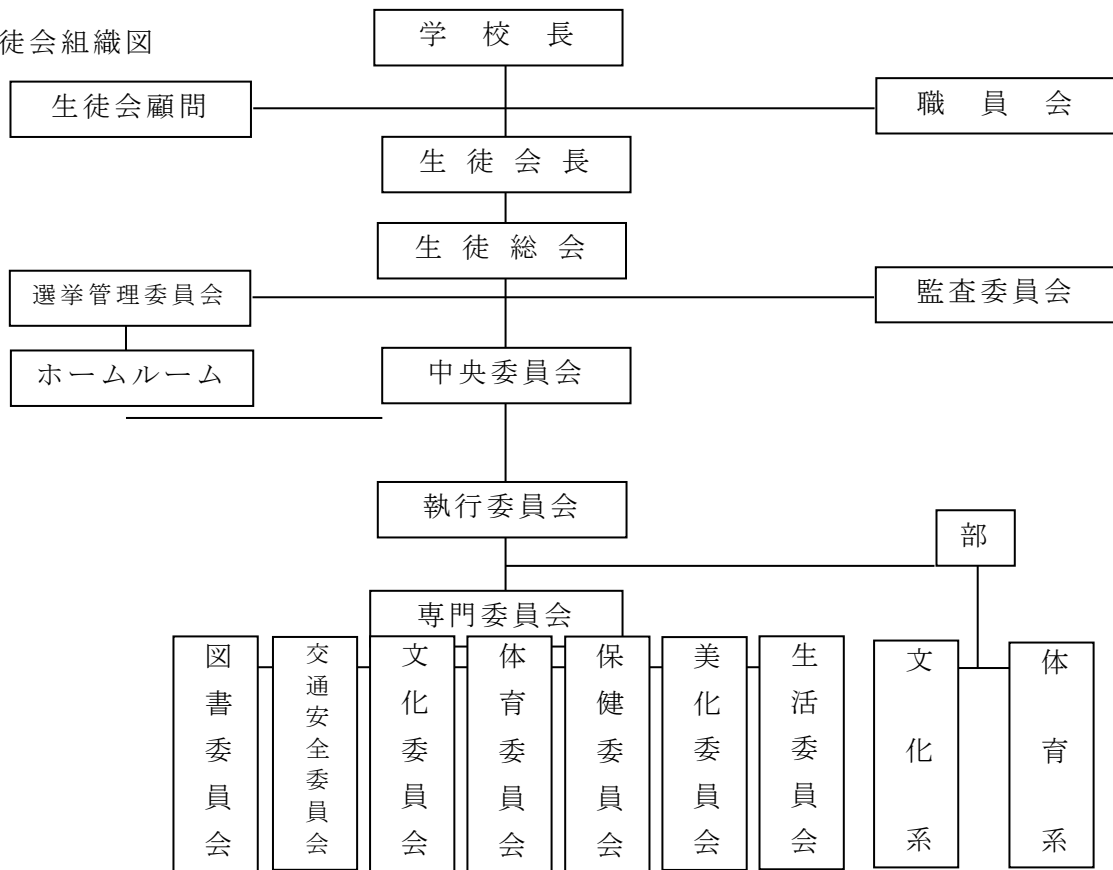 徒会組織図
学校長
生徒会顧問
職員会
生徒会長
生徒総会
選挙管理委員会
監査委員会
ホームルーム
中央委員会
執行委員会
部
専門委員会
図書委員会
交通安全委員会
文化委員会
体育委員会
保健委員会
美化委員会
生活委員会
文化系
体育系